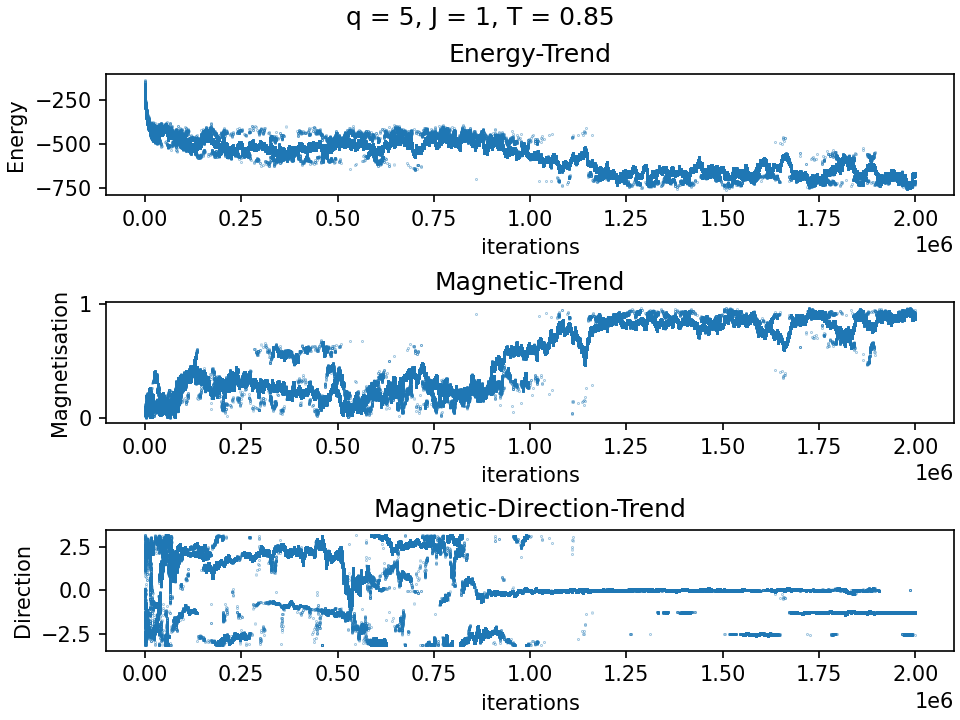 q = 5, J = 1, T = 0.85
Energy-Trend
Energy
−250
−500
−750
0.00 0.25 0.50 0.75 1.00 1.25 1.50 1.75 2.00
iterations
1e6
Magnetic-Trend
Magnetisation
1
0
0.00 0.25 0.50 0.75 1.00 1.25 1.50 1.75 2.00
iterations
1e6
Magnetic-Direction-Trend
Direction
2.5
0.0
−2.5
0.00 0.25 0.50 0.75 1.00 1.25 1.50 1.75 2.00
iterations
1e6